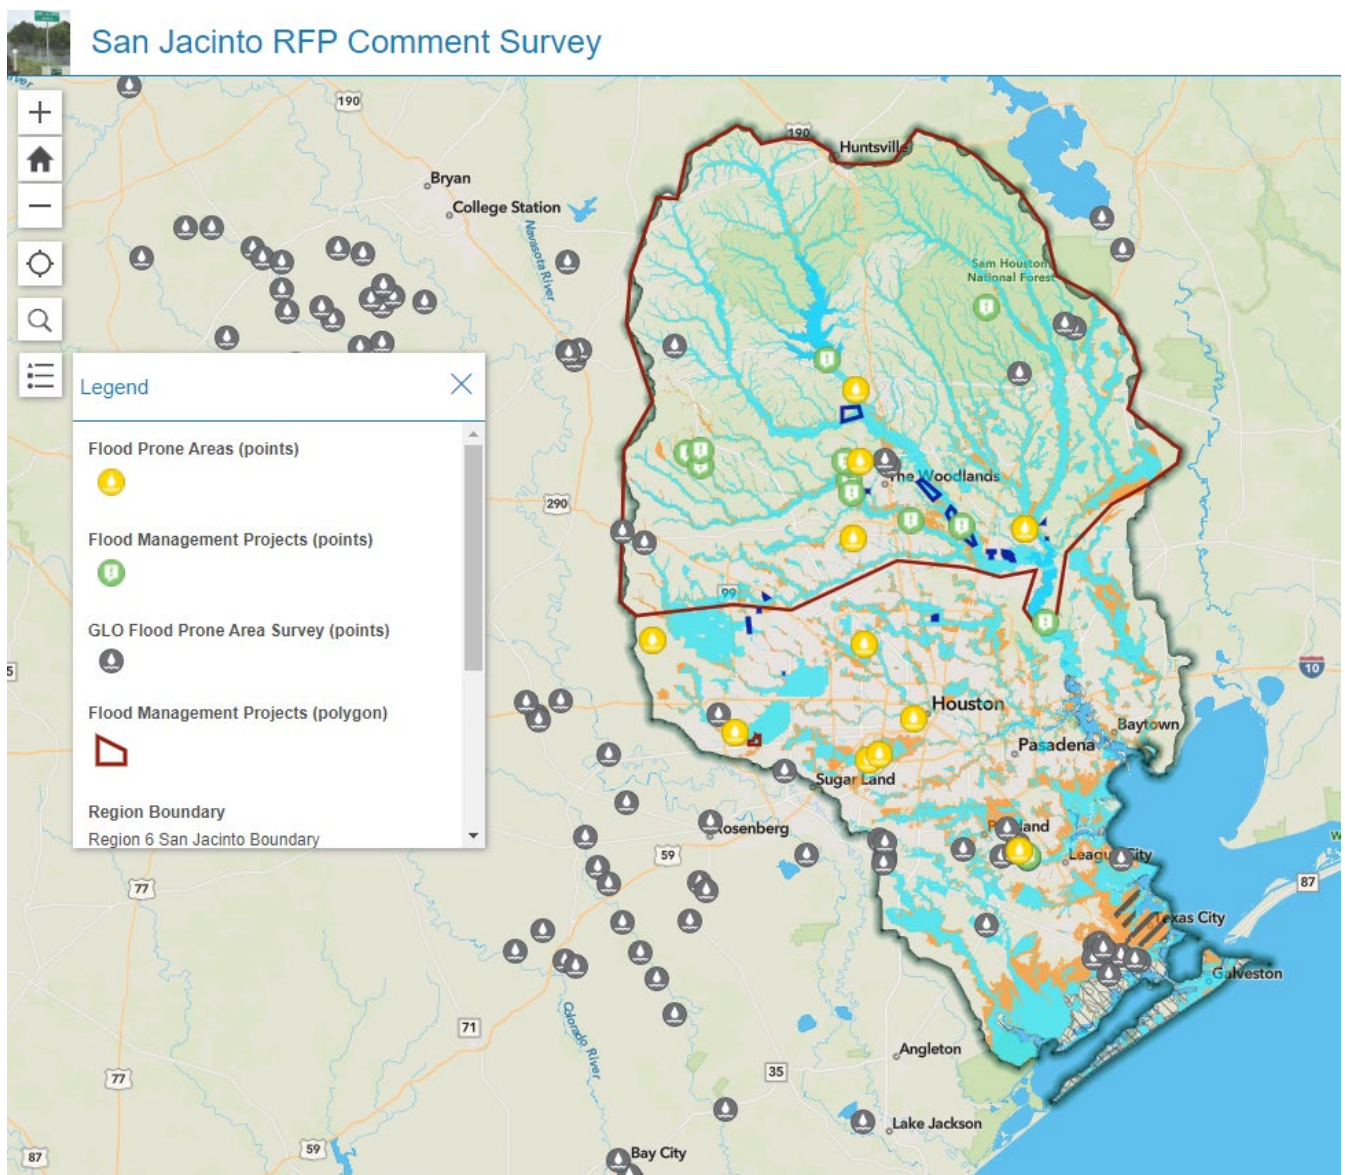 San Jacinto RFP Comment Survey
190
190
Huntsville
Bryan
College Station
Navasota River
Sam Houston
National Forest
Legend
Flood Prone Areas (points)
Flood Management Projects (points)
GLO Flood Prone Area Survey (points)
Flood Management Projects (polygon)
Region Boundary
Region 6 San Jacinto Boundary
The Woodlands
290
99
5
10
Houston
Baytown
Pasadena
Sugar Land
Rosenberg
59
League City
77
87
Texas City
Galveston
71
Colorado River
Angleton
35
77
Lake Jackson
59
Bay City
87